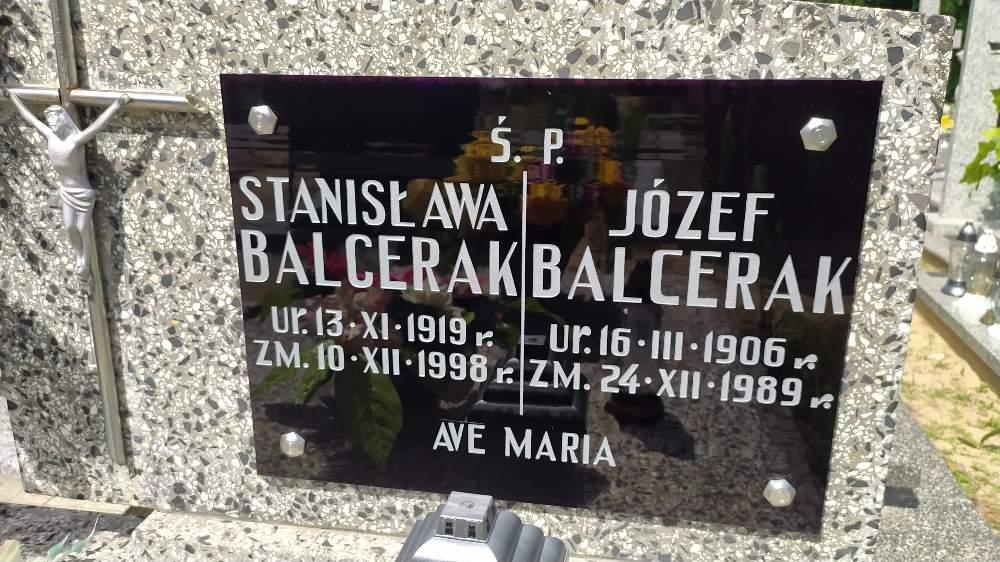 Ś. P.
STANISŁAWA
BALCERAK
Ur. 13·XI·1919 r.
ZM. 10·XII·1998 r.
JÓZEF
BALCERAK
Ur. 16·III·1906 r.
ZM. 24·XII·1989 r.
AVE MARIA